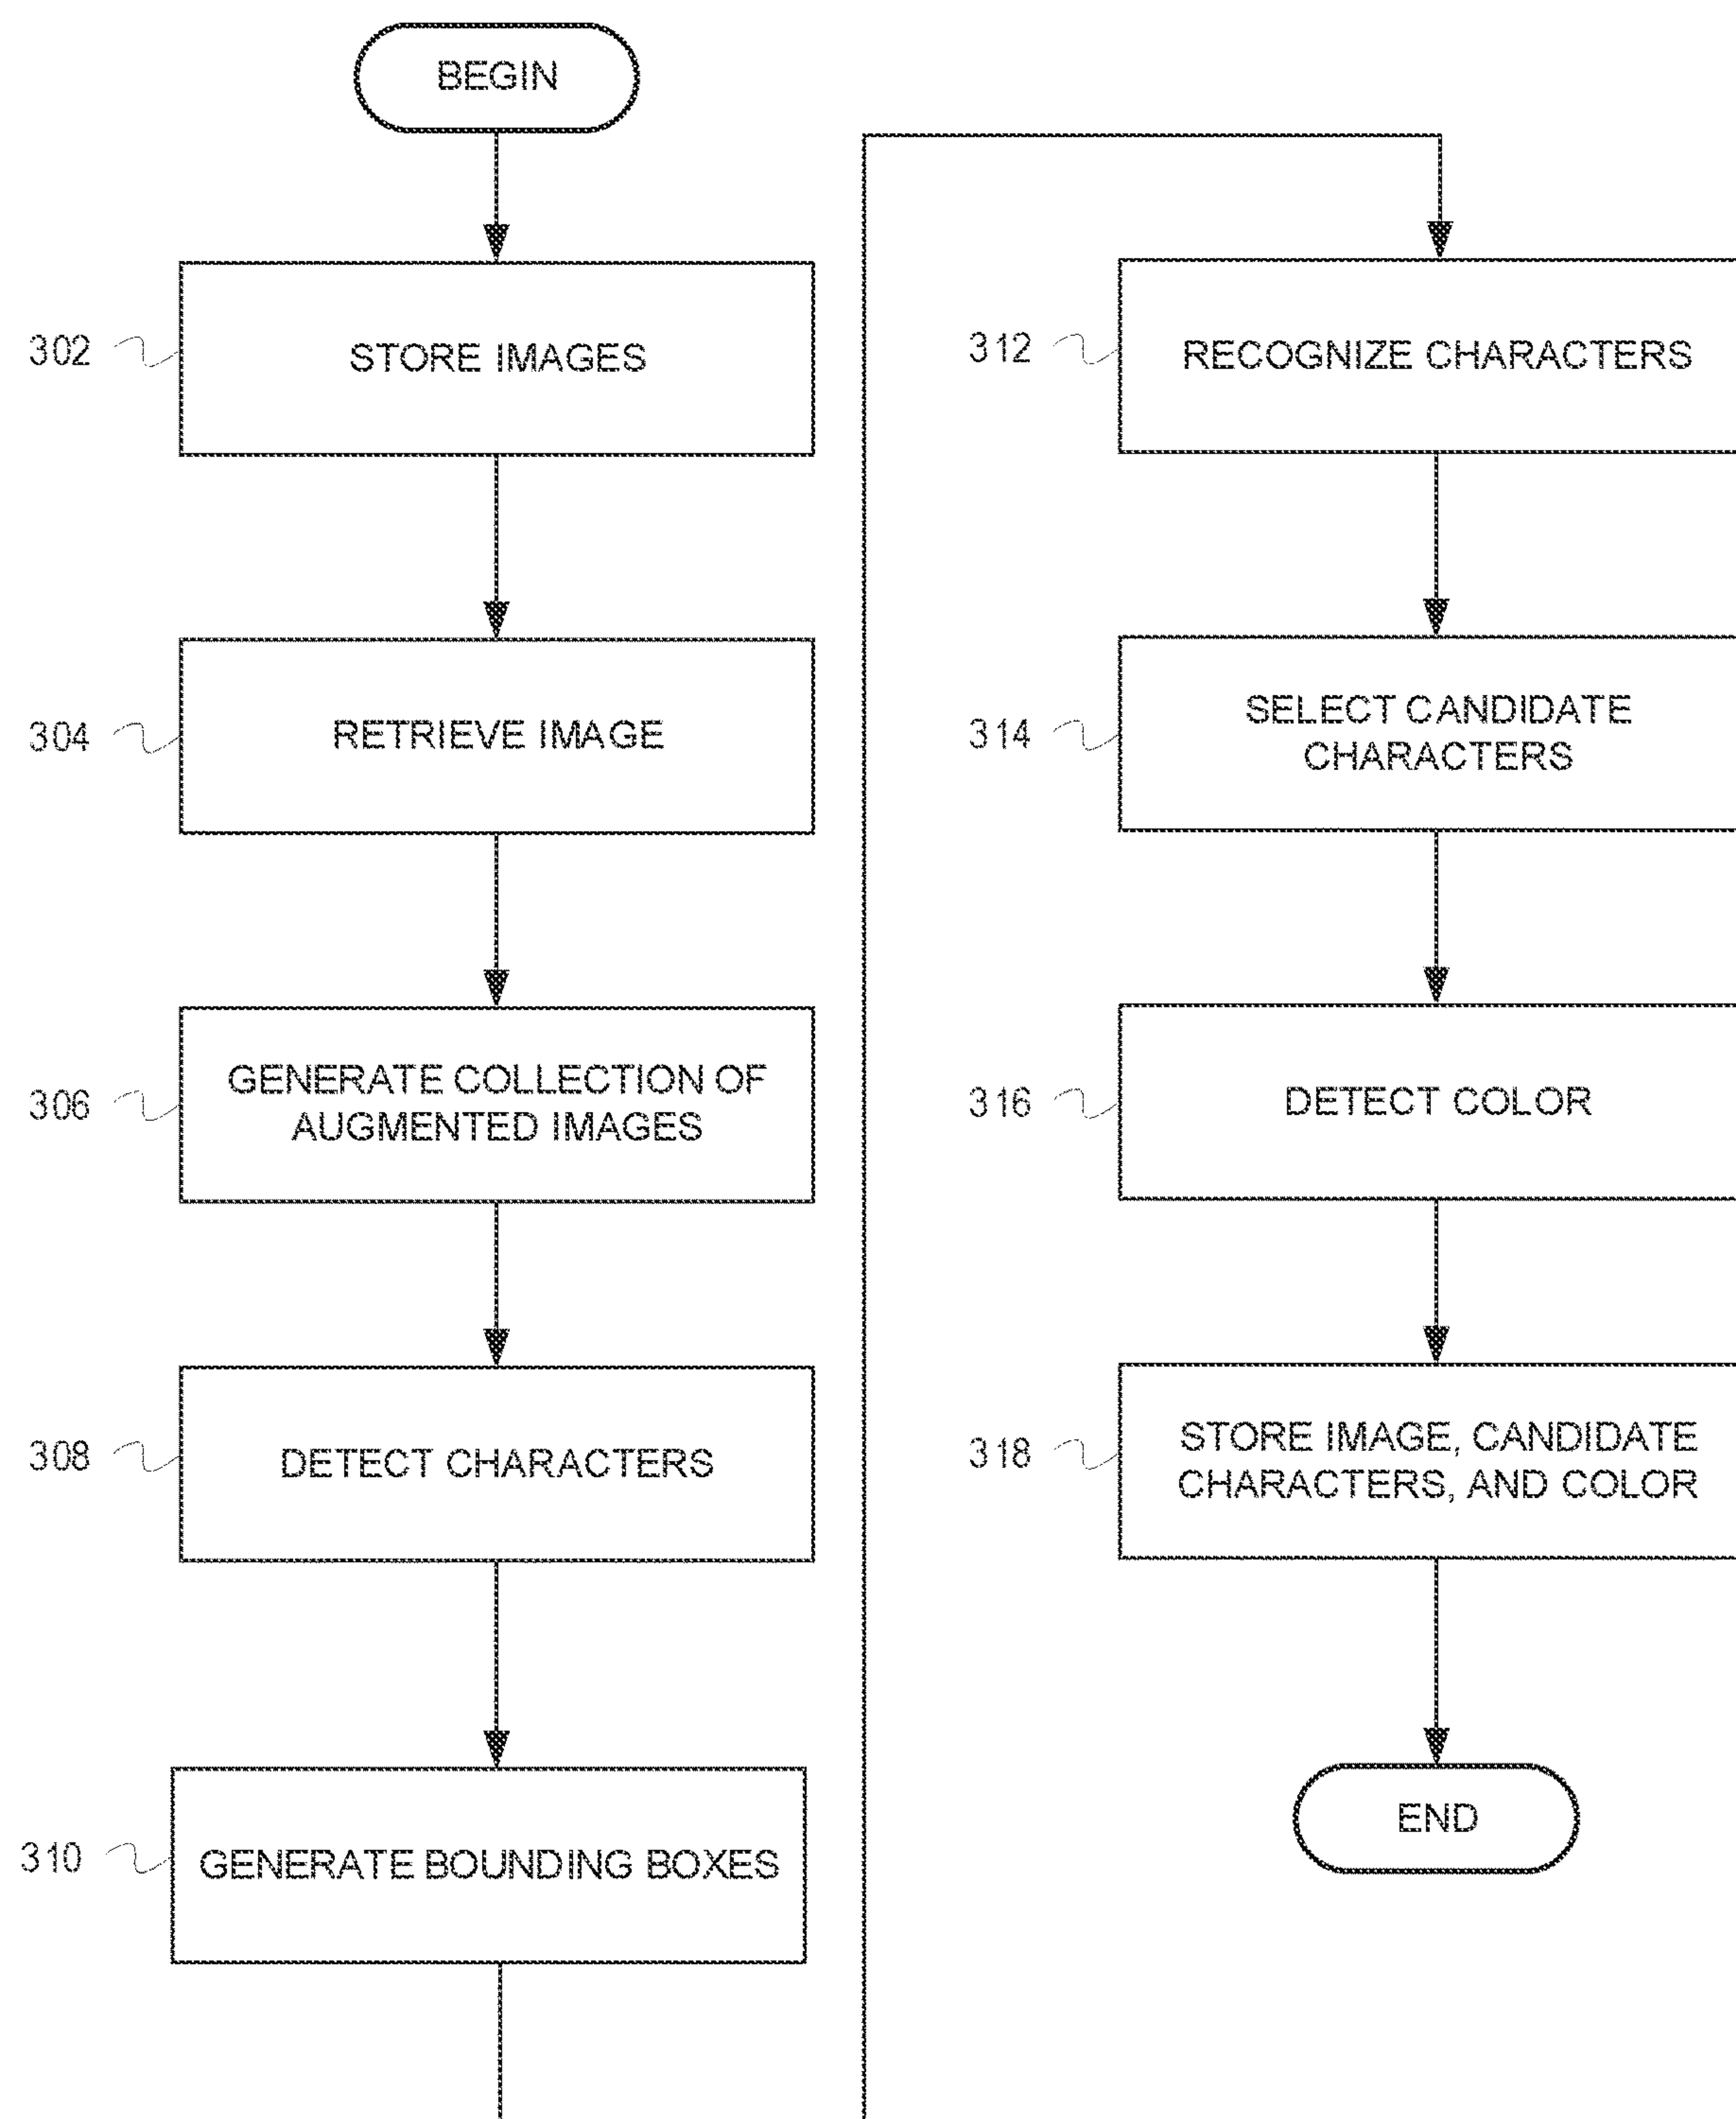 BEGIN
302
STORE IMAGES
304
RETRIEVE IMAGE
306
GENERATE COLLECTION OF
AUGMENTED IMAGES
308
DETECT CHARACTERS
310
GENERATE BOUNDING BOXES
312
RECOGNIZE CHARACTERS
314
SELECT CANDIDATE
CHARACTERS
316
DETECT COLOR
318
STORE IMAGE, CANDIDATE
CHARACTERS, AND COLOR
END